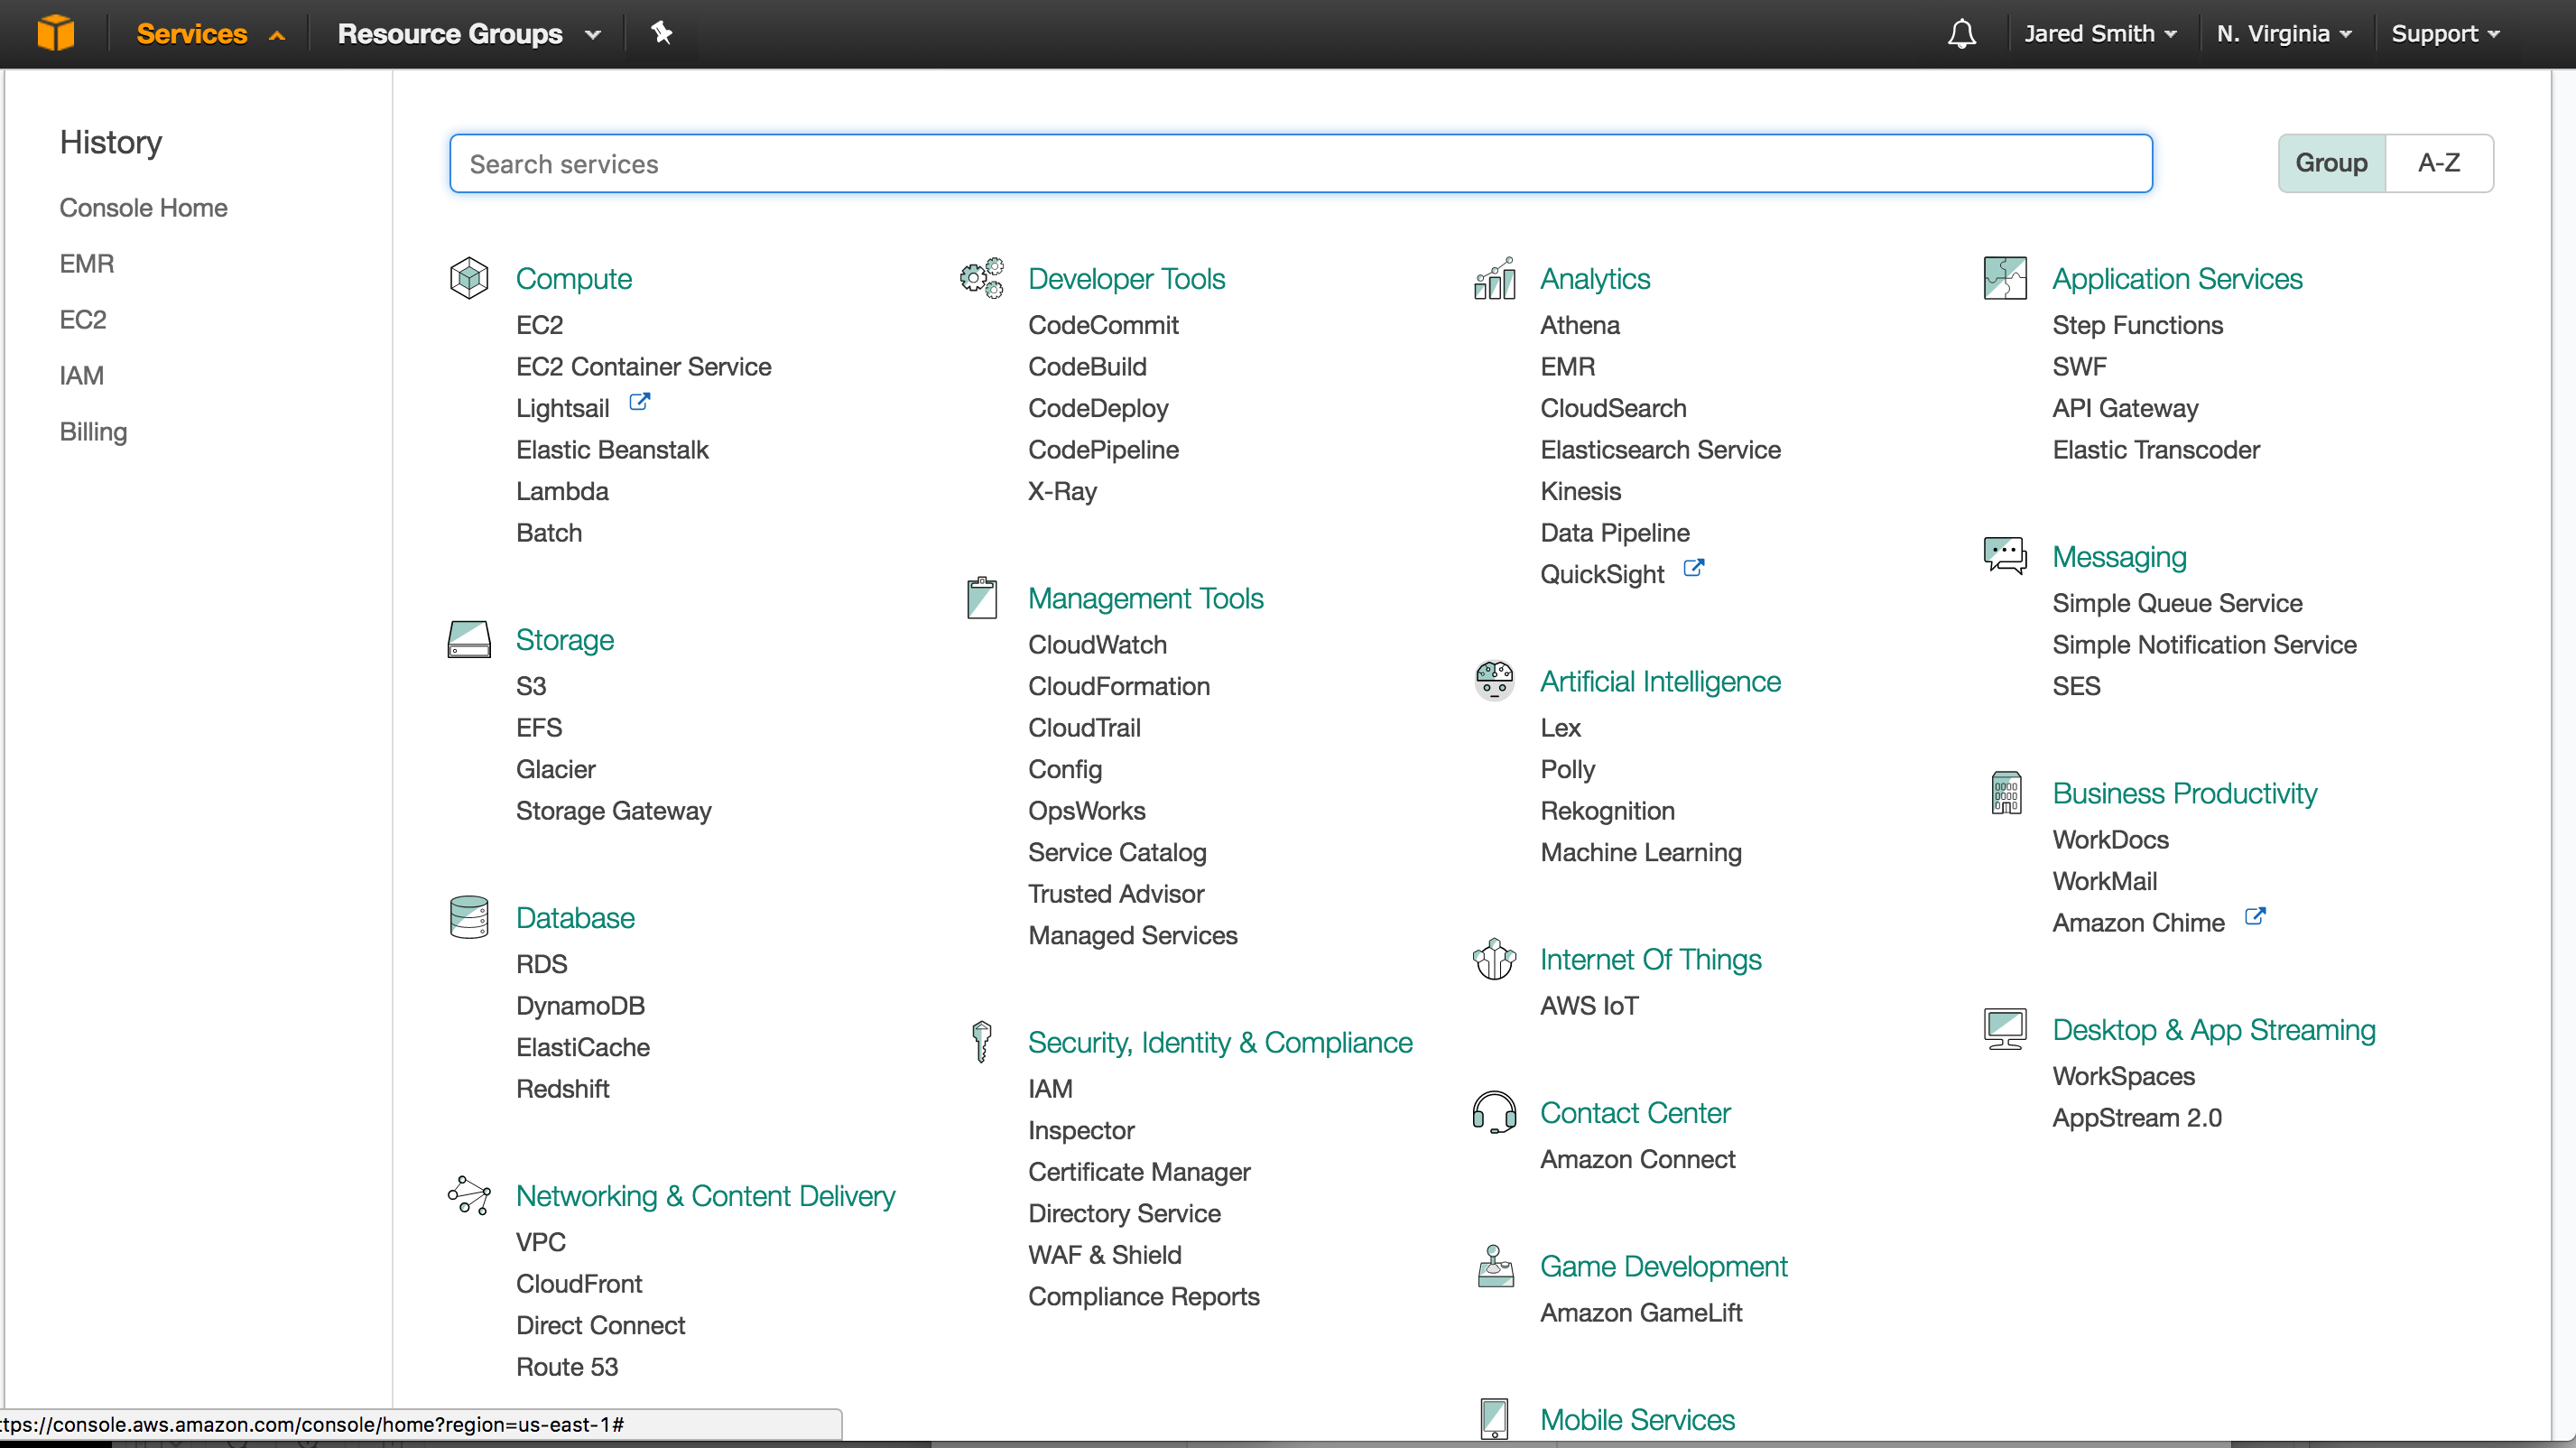 Services
Resource Groups
Jared Smith
N. Virginia
Support
History
Console Home
EMR
EC2
IAM
Billing
Search services
Group
A-Z
Compute
EC2
EC2 Container Service
Lightsail
Elastic Beanstalk
Lambda
Batch
Storage
S3
EFS
Glacier
Storage Gateway
Database
RDS
DynamoDB
ElastiCache
Redshift
Networking & Content Delivery
VPC
CloudFront
Direct Connect
Route 53
Developer Tools
CodeCommit
CodeBuild
CodeDeploy
CodePipeline
X-Ray
Management Tools
CloudWatch
CloudFormation
CloudTrail
Config
OpsWorks
Service Catalog
Trusted Advisor
Managed Services
Security, Identity & Compliance
IAM
Inspector
Certificate Manager
Directory Service
WAF & Shield
Compliance Reports
Analytics
Athena
EMR
CloudSearch
Elasticsearch Service
Kinesis
Data Pipeline
QuickSight
Artificial Intelligence
Lex
Polly
Rekognition
Machine Learning
Internet Of Things
AWS IoT
Contact Center
Amazon Connect
Game Development
Amazon GameLift
Mobile Services
Application Services
Step Functions
SWF
API Gateway
Elastic Transcoder
Messaging
Simple Queue Service
Simple Notification Service
SES
Business Productivity
WorkDocs
WorkMail
Amazon Chime
Desktop & App Streaming
WorkSpaces
AppStream 2.0
ttps://console.aws.amazon.com/console/home?region=us-east-1#